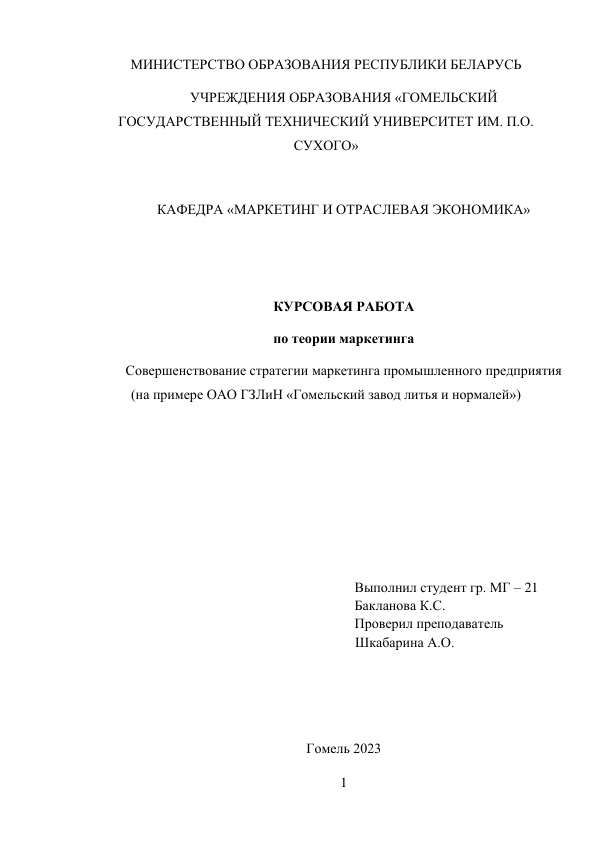 МИНИСТЕРСТВО ОБРАЗОВАНИЯ РЕСПУБЛИКИ БЕЛАРУСЬ
УЧРЕЖДЕНИЯ ОБРАЗОВАНИЯ «ГОМЕЛЬСКИЙ
ГОСУДАРСТВЕННЫЙ ТЕХНИЧЕСКИЙ УНИВЕРСИТЕТ ИМ. П.О.
СУХОГО»
КАФЕДРА «МАРКЕТИНГ И ОТРАСЛЕВАЯ ЭКОНОМИКА»
КУРСОВАЯ РАБОТА
по теории маркетинга
Совершенствование стратегии маркетинга промышленного предприятия
(на примере ОАО ГЗЛиН «Гомельский завод литья и нормалей»)
Выполнил студент гр. МГ – 21
Бакланова К.С.
Проверил преподаватель
Шкабарина А.О.
Гомель 2023
1